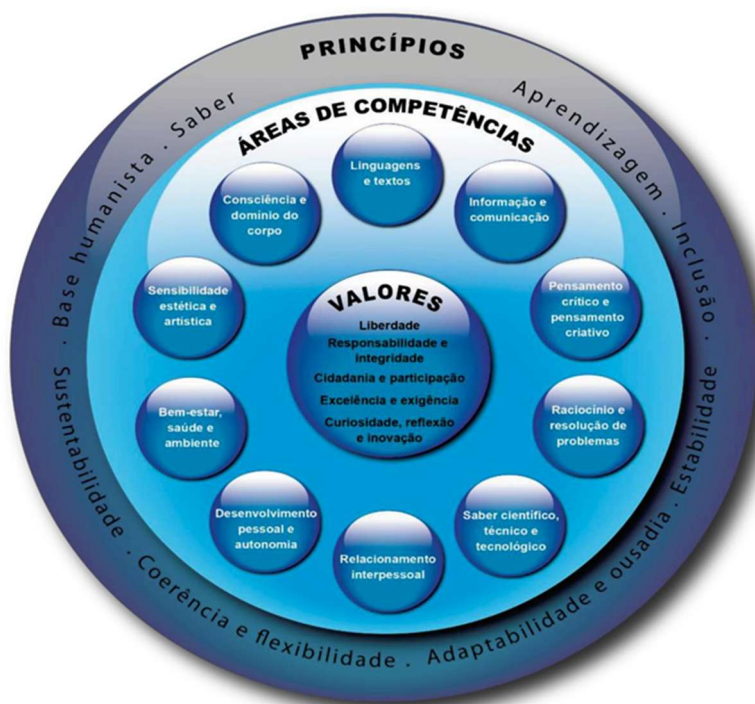 PRINCÍPIOS
Base humanista . Saber
Aprendizagem . Inclusão .
Sustentabilidade . Coerência e flexibilidade . Adaptabilidade e ousadia . Estabilidade .
ÁREAS DE COMPETÊNCIAS
Linguagens
e textos
Informação e
comunicação
Pensamento
crítico e
pensamento
criativo
Raciocínio e
resolução de
problemas
Saber científico,
técnico e
tecnológico
Relacionamento
interpessoal
Desenvolvimento
pessoal e
autonomia
Bem-estar,
saúde e
ambiente
Sensibilidade
estética e
artística
Consciência e
domínio do
corpo
VALORES
Liberdade
Responsabilidade e
integridade
Cidadania e participação
Excelência e exigência
Curiosidade, reflexão
e inovação